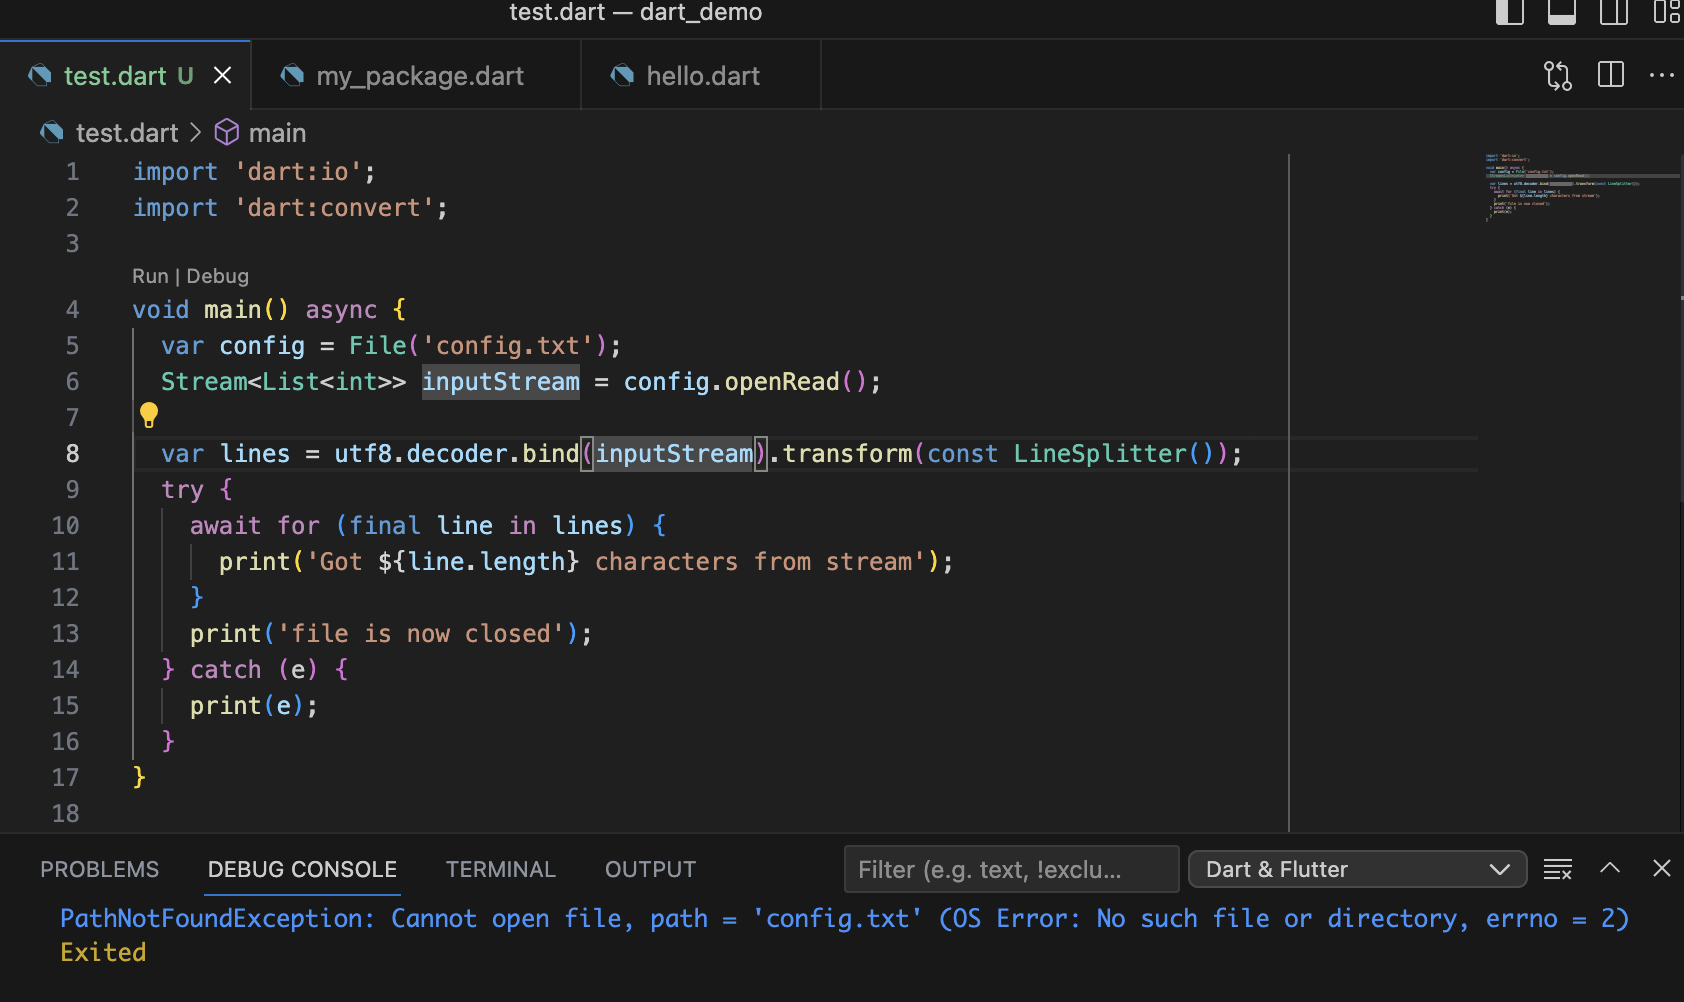 test.dart — dart_demo
test.dart U my_package.dart hello.dart
test.dart > main
1 import 'dart:io';
2 import 'dart:convert';
3
Run | Debug
4 void main() async {
5 var config = File('config.txt');
6 Stream<List<int>> inputStream = config.openRead();
7
8 var lines = utf8.decoder.bind(inputStream).transform(const LineSplitter());
9 try {
10 await for (final line in lines) {
11 print('Got ${line.length} characters from stream');
12 }
13 print('file is now closed');
14 } catch (e) {
15 print(e);
16 }
17 }
18
PROBLEMS DEBUG CONSOLE TERMINAL OUTPUT Filter (e.g. text, !exclu... Dart & Flutter
PathNotFoundException: Cannot open file, path = 'config.txt' (OS Error: No such file or directory, errno = 2)
Exited